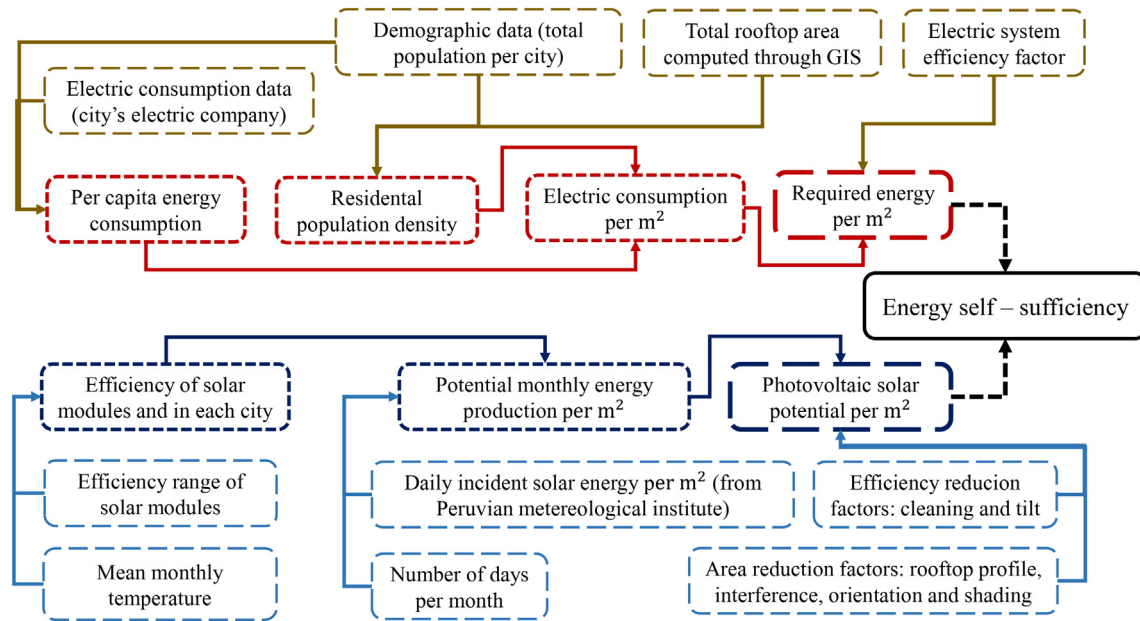 Demographic data (total
population per city)
Total rooftop area
computed through GIS
Electric system
efficiency factor
Electric consumption data
(city's electric company)
Per capita energy
consumption
Residental
population density
Electric consumption
per m²
Required energy
per m²
Energy self – sufficiency
Efficiency of solar
modules and in each city
Potential monthly energy
production per m²
Photovoltaic solar
potential per m²
Efficiency range of
solar modules
Daily incident solar energy per m² (from
Peruvian metereological institute)
Efficiency reducion
factors: cleaning and tilt
Mean monthly
temperature
Number of days
per month
Area reduction factors: rooftop profile,
interference, orientation and shading